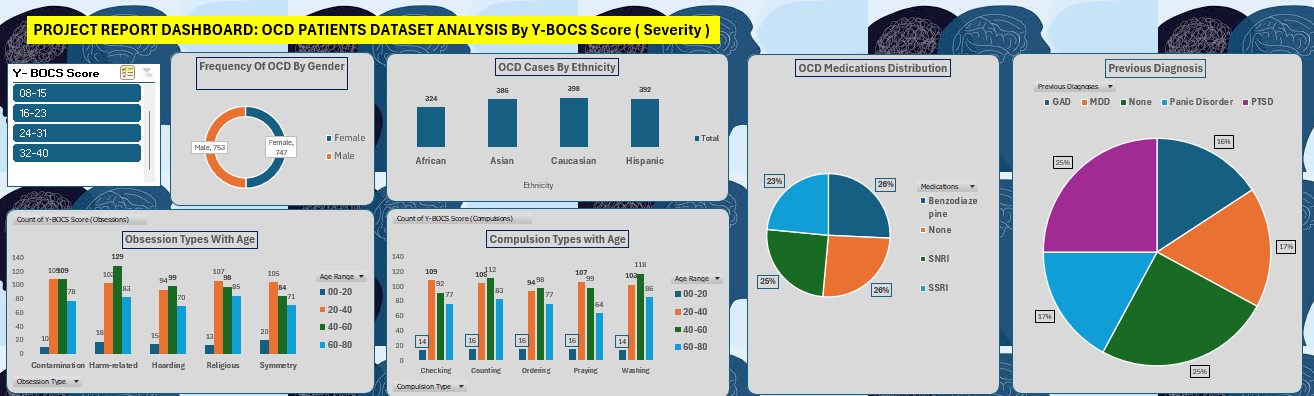 PROJECT REPORT DASHBOARD: OCD PATIENTS DATASET ANALYSIS By Y-BOCS Score ( Severity )
Y- BOCS Score
08-15
16-23
24-31
32-40
Frequency Of OCD By Gender
Male, 753
Female,
747
Female
Male
OCD Cases By Ethnicity
324
386
398
392
African
Asian
Caucasian
Hispanic
Total
Ethnicity
OCD Medications Distribution
23%
26%
25%
26%
Medications
Benzodiaze
pine
None
SNRI
SSRI
Previous Diagnosis
Previous Diagnoses
GAD MDD None Panic Disorder PTSD
16%
25%
17%
17%
25%
Count of Y-BOCS Score (Obsessions)
Obsession Types With Age
140
120
100
80
60
40
20
0
10 109 78
18 103 129 83
15 94 99 70
13 107 98 85
20 105 84 71
Contamination Harm-related Hoarding Religious Symmetry
Age Range
00-20
20-40
40-60
60-80
Obsession Type
Count of Y-BOCS Score (Compulsions)
Compulsion Types with Age
140
120
100
80
60
40
20
0
14 109 92 77
16 105 112 83
16 94 98 77
16 107 99 64
14 102 118 86
Checking Counting Ordering Praying Washing
Age Range
00-20
20-40
40-60
60-80
Compulsion Type